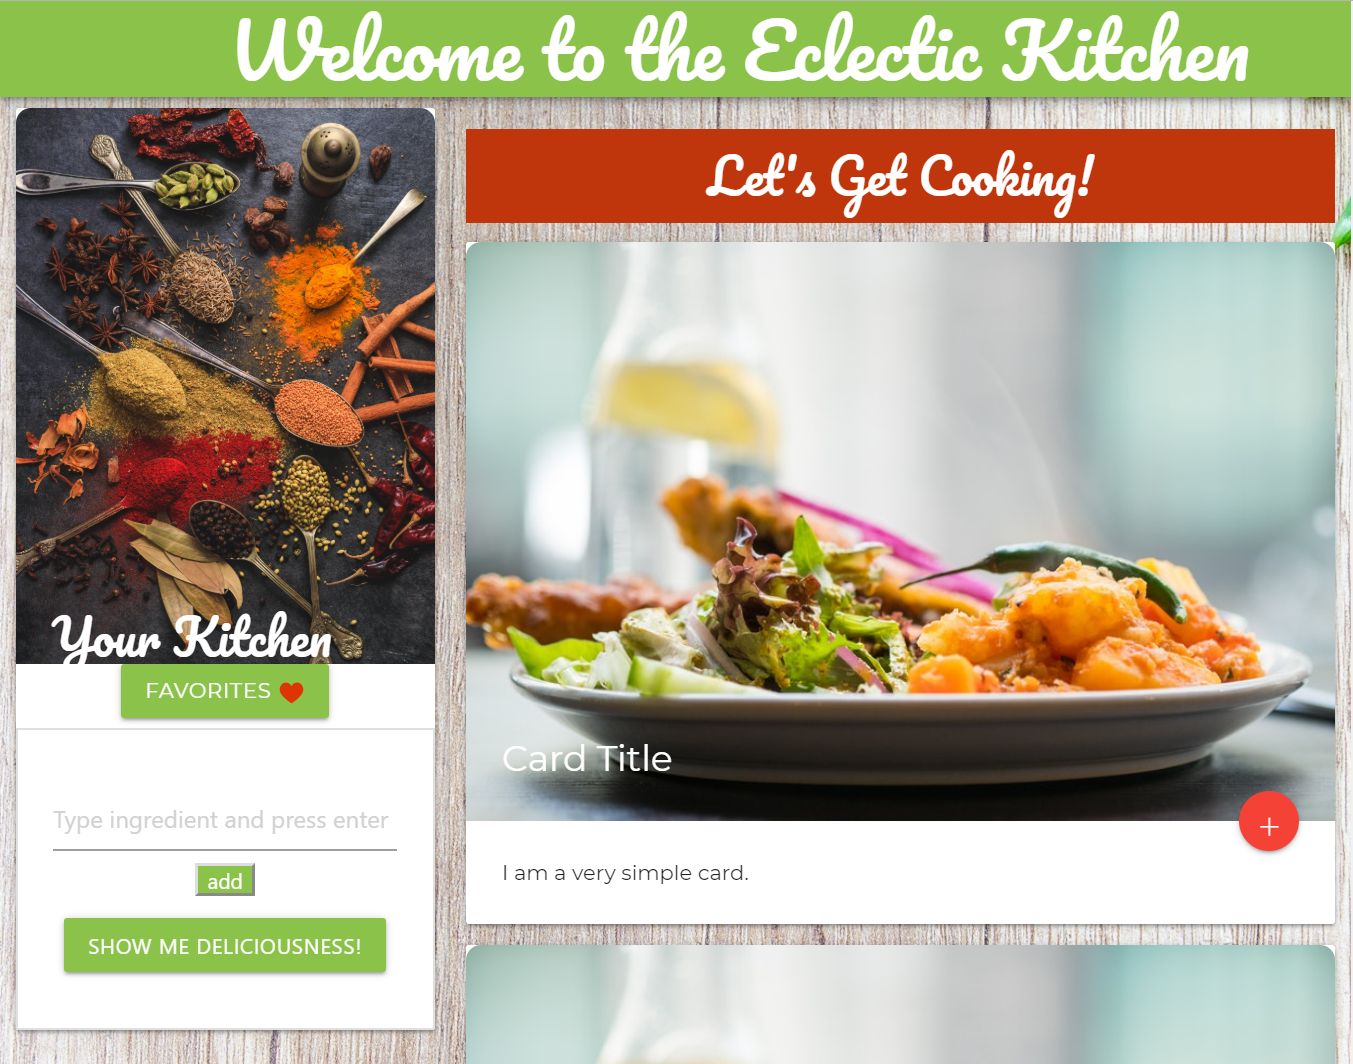 Welcome to the Eclectic Kitchen
Let's Get Cooking!
Your Kitchen
FAVORITES
Type ingredient and press enter
add
SHOW ME DELICIOUSNESS!
Card Title
+
I am a very simple card.